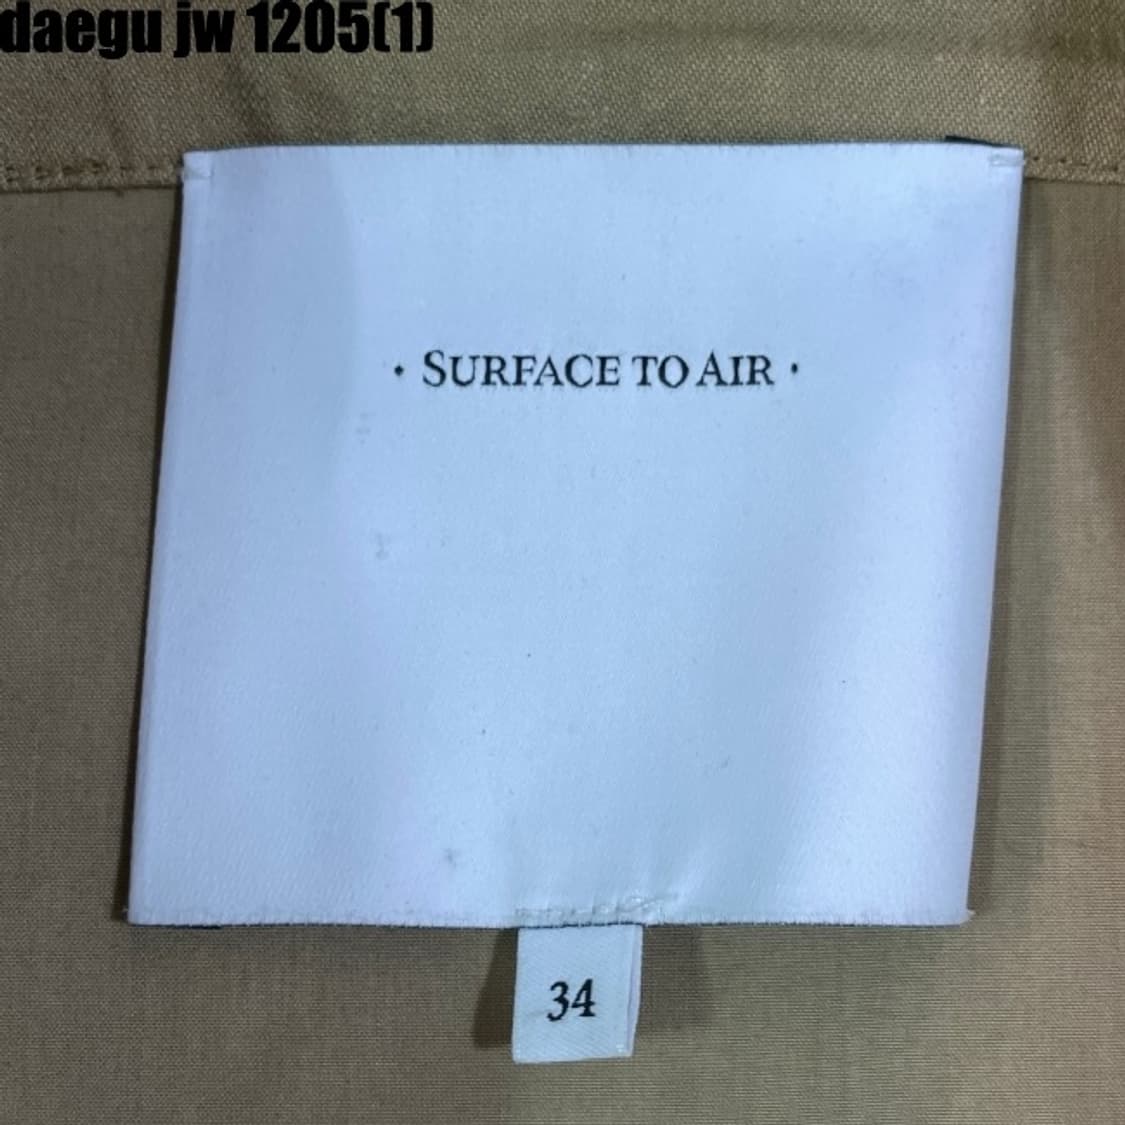 daegu jw 1205(1)
· SURFACE TO AIR ·
34